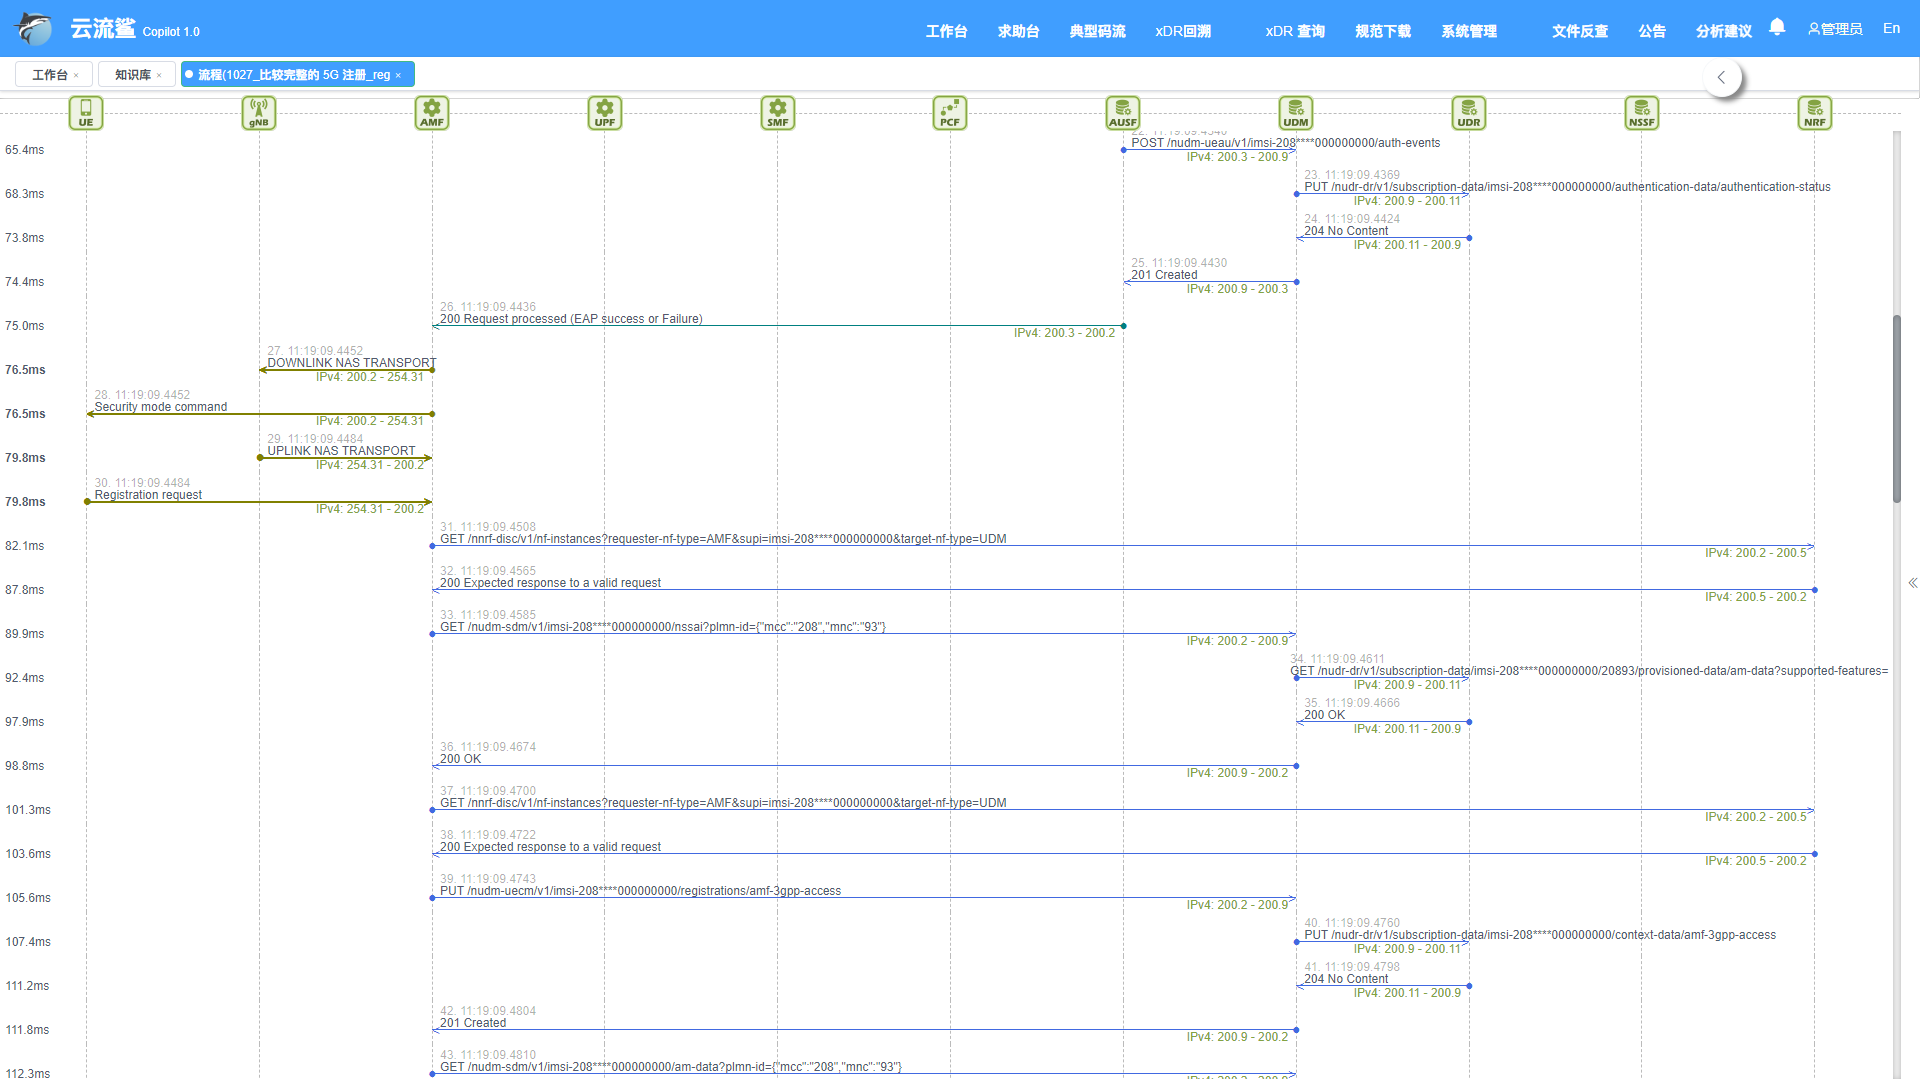 云流鲨 Copilot 1.0 工作台 求助台 典型码流 xDR回溯 xDR 查询 规范下载 系统管理 文件反查 公告 分析建议 管理员 En
工作台 × 知识库 × 流程(1027_比较完整的 5G 注册_reg ×
UE gNB AMF UPF SMF PCF AUSF UDM UDR NSSF NRF
65.4ms POST /nudm-ueau/v1/imsi-208****000000000/auth-events
IPv4: 200.3 - 200.9
23. 11:19:09.4369
68.3ms PUT /nudr-dr/v1/subscription-data/imsi-208****000000000/authentication-data/authentication-status
IPv4: 200.9 - 200.11
24. 11:19:09.4424
73.8ms 204 No Content
IPv4: 200.11 - 200.9
25. 11:19:09.4430
74.4ms 201 Created
IPv4: 200.9 - 200.3
26. 11:19:09.4436
75.0ms 200 Request processed (EAP success or Failure)
IPv4: 200.3 - 200.2
27. 11:19:09.4452
76.5ms DOWNLINK NAS TRANSPORT
IPv4: 200.2 - 254.31
28. 11:19:09.4452
76.5ms Security mode command
IPv4: 200.2 - 254.31
29. 11:19:09.4484
79.8ms UPLINK NAS TRANSPORT
IPv4: 254.31 - 200.2
30. 11:19:09.4484
79.8ms Registration request
IPv4: 254.31 - 200.2
31. 11:19:09.4508
82.1ms GET /nnrf-disc/v1/nf-instances?requester-nf-type=AMF&supi=imsi-208****000000000&target-nf-type=UDM
IPv4: 200.2 - 200.5
32. 11:19:09.4565
87.8ms 200 Expected response to a valid request
IPv4: 200.5 - 200.2
33. 11:19:09.4585
89.9ms GET /nudm-sdm/v1/imsi-208****000000000/nssai?plmn-id={"mcc":"208","mnc":"93"}
IPv4: 200.2 - 200.9
34. 11:19:09.4611
92.4ms GET /nudr-dr/v1/subscription-data/imsi-208****000000000/20893/provisioned-data/am-data?supported-features=
IPv4: 200.9 - 200.11
35. 11:19:09.4666
97.9ms 200 OK
IPv4: 200.11 - 200.9
36. 11:19:09.4674
98.8ms 200 OK
IPv4: 200.9 - 200.2
37. 11:19:09.4700
101.3ms GET /nnrf-disc/v1/nf-instances?requester-nf-type=AMF&supi=imsi-208****000000000&target-nf-type=UDM
IPv4: 200.2 - 200.5
38. 11:19:09.4722
103.6ms 200 Expected response to a valid request
IPv4: 200.5 - 200.2
39. 11:19:09.4743
105.6ms PUT /nudm-uecm/v1/imsi-208****000000000/registrations/amf-3gpp-access
IPv4: 200.2 - 200.9
40. 11:19:09.4760
107.4ms PUT /nudr-dr/v1/subscription-data/imsi-208****000000000/context-data/amf-3gpp-access
IPv4: 200.9 - 200.11
41. 11:19:09.4798
111.2ms 204 No Content
IPv4: 200.11 - 200.9
42. 11:19:09.4804
111.8ms 201 Created
IPv4: 200.9 - 200.2
43. 11:19:09.4810
112.3ms GET /nudm-sdm/v1/imsi-208****000000000/am-data?plmn-id={"mcc":"208","mnc":"93"}